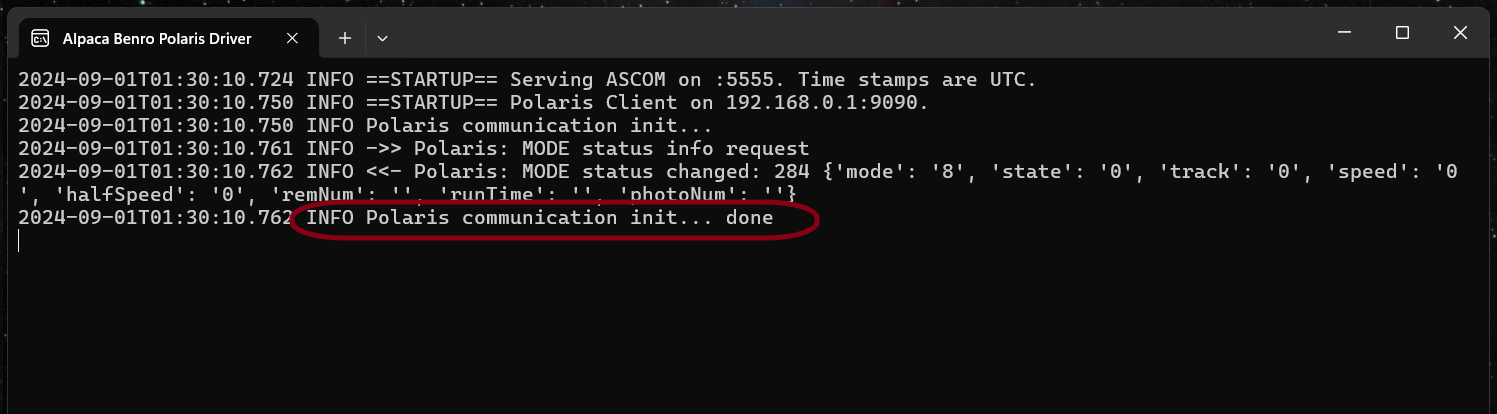 Alpaca Benro Polaris Driver
2024-09-01T01:30:10.724 INFO ==STARTUP== Serving ASCOM on :5555. Time stamps are UTC.
2024-09-01T01:30:10.750 INFO ==STARTUP== Polaris Client on 192.168.0.1:9090.
2024-09-01T01:30:10.750 INFO Polaris communication init...
2024-09-01T01:30:10.761 INFO ->> Polaris: MODE status info request
2024-09-01T01:30:10.762 INFO <<- Polaris: MODE status changed: 284 {'mode': '8', 'state': '0', 'track': '0', 'speed': '0
', 'halfSpeed': '0', 'remNum': '', 'runTime': '', 'photoNum': ''}
2024-09-01T01:30:10.762 INFO Polaris communication init... done